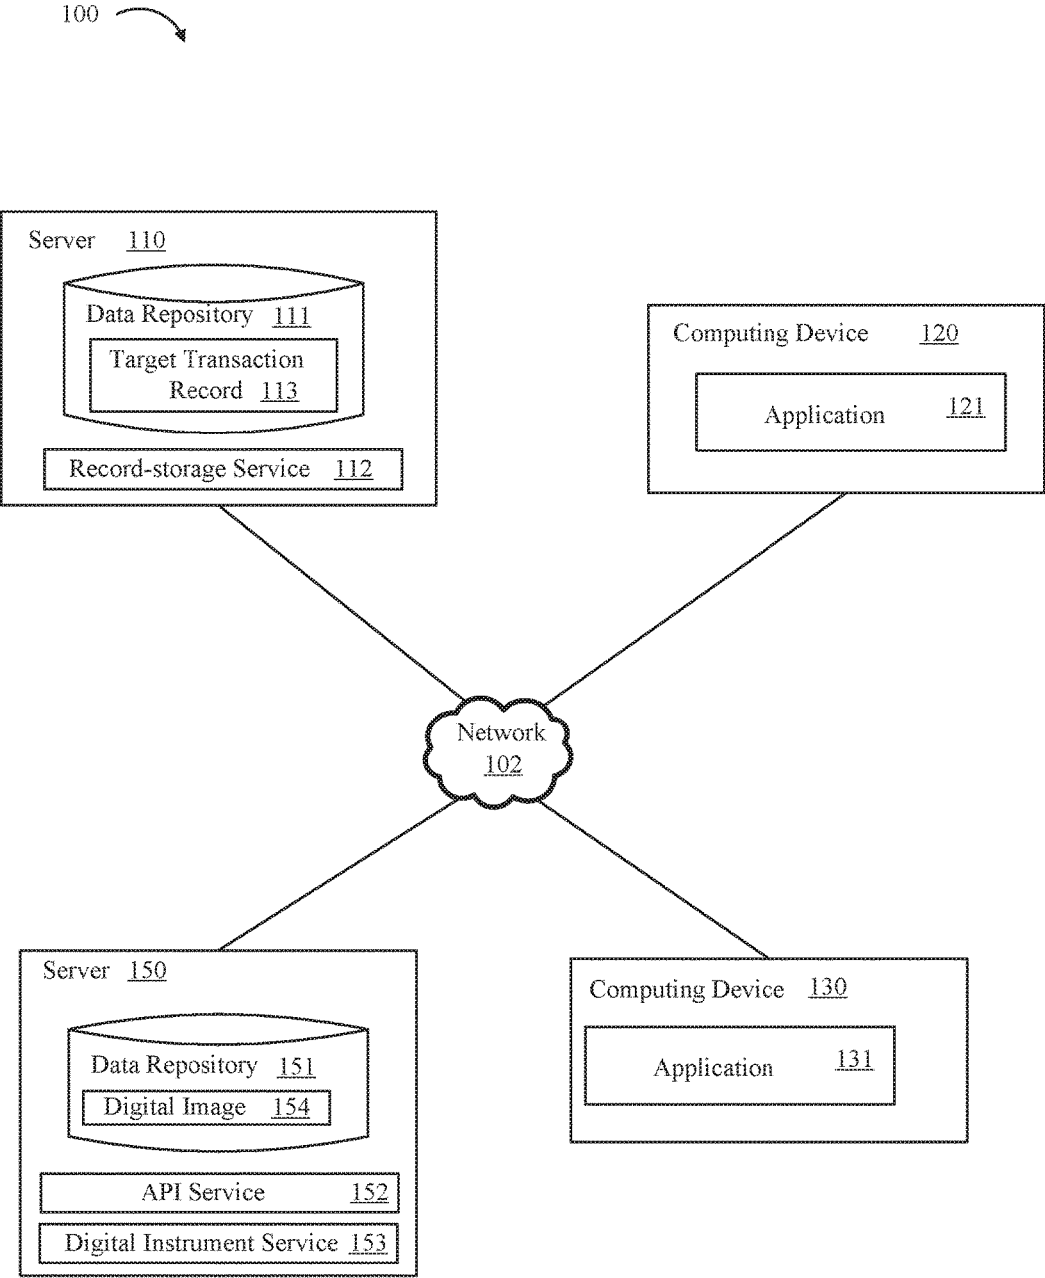 100
Server 110
Data Repository 111
Target Transaction
Record 113
Record-storage Service 112
Computing Device 120
Application 121
Network
102
Server 150
Data Repository 151
Digital Image 154
API Service 152
Digital Instrument Service 153
Computing Device 130
Application 131